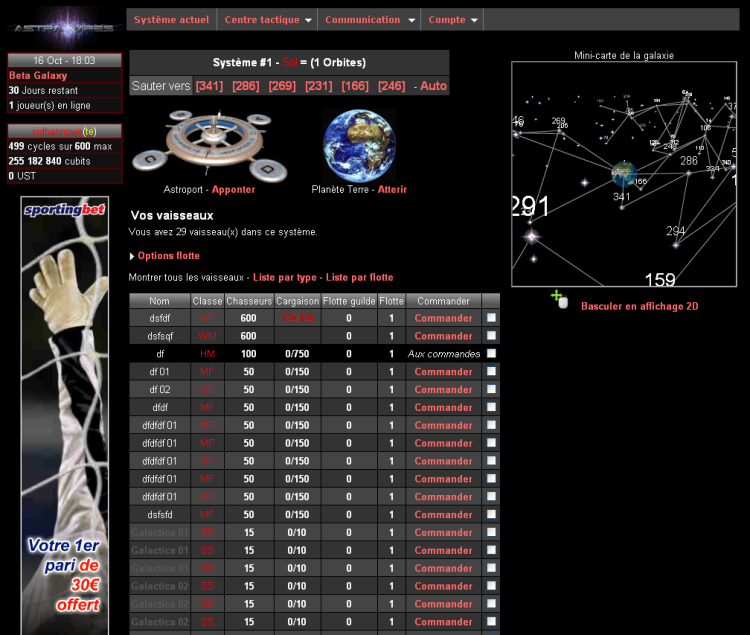 ASTRALYPES
Système actuel Centre tactique Communication Compte
16 Oct - 18:03
Beta Galaxy
30 Jours restant
1 joueur(s) en ligne
(te)
499 cycles sur 600 max
255 182 840 cubits
0 UST
Système #1 - Sol = (1 Orbites)
Sauter vers [341] [286] [269] [231] [166] [246] - Auto
Astroport - Apponter
Planète Terre - Atterir
Vos vaisseaux
Vous avez 29 vaisseau(x) dans ce système.
Options flotte
Montrer tous les vaisseaux - Liste par type - Liste par flotte
Nom Classe Chasseurs Cargaison Flotte guilde Flotte Commander
dsfdf MT 600 0 1 Commander
dsfsqf WM 600 0 1 Commander
df HM 100 0/750 0 1 Aux commandes
df 01 MF 50 0/150 0 1 Commander
df 02 MF 50 0/150 0 1 Commander
dfdf MF 50 0/150 0 1 Commander
dfdfdf 01 MF 50 0/150 0 1 Commander
dfdfdf 01 MF 50 0/150 0 1 Commander
dfdfdf 01 MF 50 0/150 0 1 Commander
dfdfdf 01 MF 50 0/150 0 1 Commander
dfdfdf 01 MF 50 0/150 0 1 Commander
dsfsfd MF 50 0/150 0 1 Commander
Galactica 01 SS 15 0/10 0 1 Commander
Galactica 01 SS 15 0/10 0 1 Commander
Galactica 01 SS 15 0/10 0 1 Commander
Galactica 02 SS 15 0/10 0 1 Commander
Galactica 02 SS 15 0/10 0 1 Commander
Galactica 02 SS 15 0/10 0 1 Commander
Mini-carte de la galaxie
269
286
166
341
291
294
159
Basculer en affichage 2D
sportingbet
Votre 1er
pari de
30€
offert